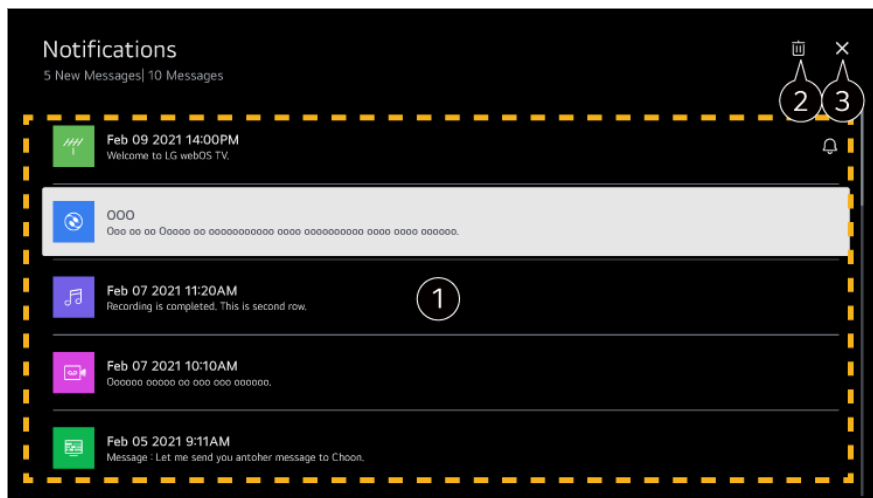 Notifications
5 New Messages| 10 Messages
2
3
Feb 09 2021 14:00PM
Welcome to LG webOS TV.
OOO
Ooo oo oo Ooooo oo ooooooooooo oooo oooooooooo oooo oooo oooooo.
Feb 07 2021 11:20AM
Recording is completed. This is second row.
1
Feb 07 2021 10:10AM
Oooooo ooooo oo ooo ooo oooooo.
Feb 05 2021 9:11AM
Message : Let me send you antoher message to Choon.